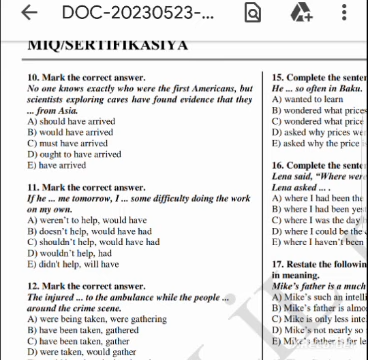 DOC-20230523-...
MIQ/SERTIFIKASIYA
10. Mark the correct answer.
No one knows exactly who were the first Americans, but
scientists exploring caves have found evidence that they
... from Asia.
A) should have arrived
B) would have arrived
C) must have arrived
D) ought to have arrived
E) have arrived
11. Mark the correct answer.
If he ... me tomorrow, I ... some difficulty doing the work
on my own.
A) weren't to help, would have
B) doesn't help, would have had
C) shouldn't help, would have had
D) wouldn't help, had
E) didn't help, will have
12. Mark the correct answer.
The injured ... to the ambulance while the people ...
around the crime scene.
A) were being taken, were gathering
B) have been taken, gathered
C) have been taken, gather
D) were taken, would gather
15. Complete the senten
He ... so often in Baku.
A) wanted to learn
B) wondered what prices
C) wondered what price
D) asked why prices we
E) asked why the price
16. Complete the sente
Lena said, "Where were
Lena asked ... .
A) where I had been the
B) where I had been yes
C) where I was the day
D) where I could be the
E) where I haven't been
17. Restate the followin
in meaning.
Mike's father is a much
A) Mike's such an intelli
B) Mike's father is almo
C) Mike is only less inte
D) Mike's not nearly so
E) Mike's father is far le